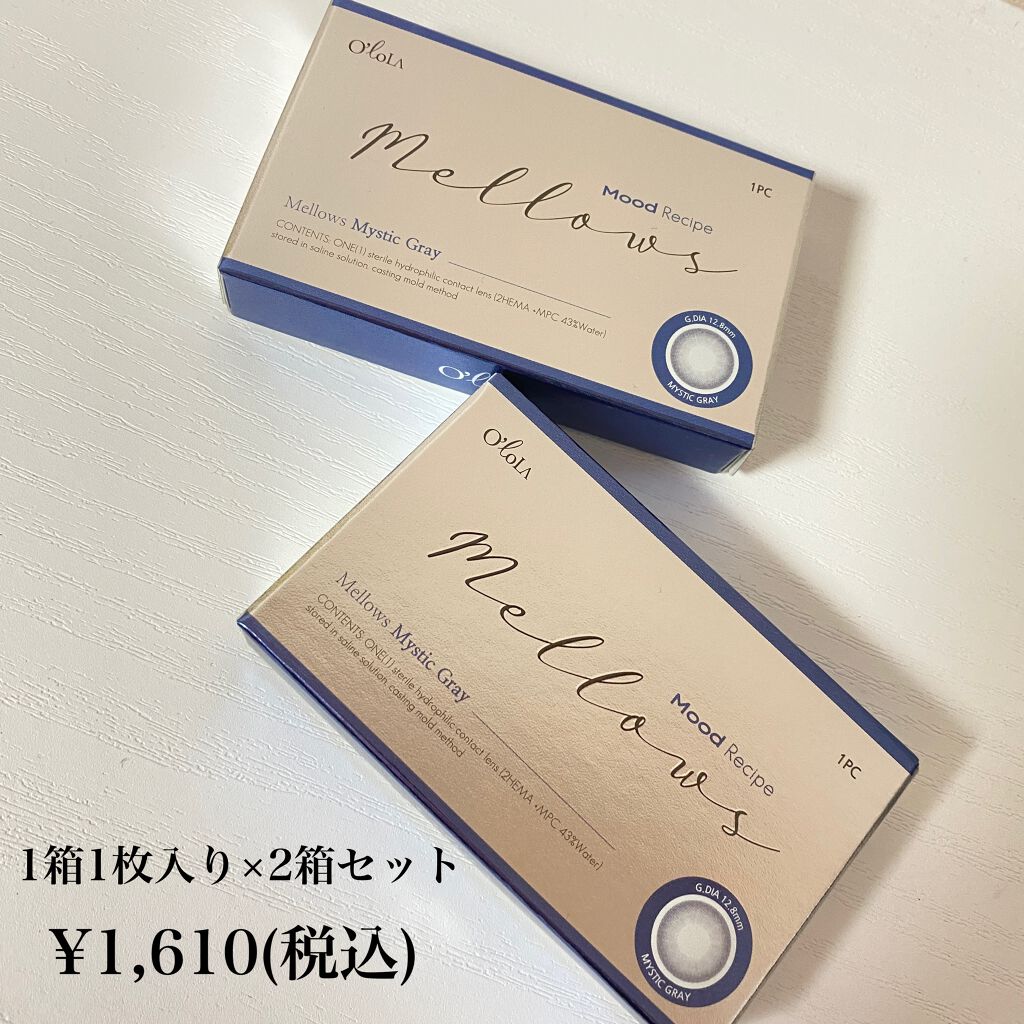 O'loLA
Mellows
Mood Recipe
1PC
Mellows Mystic Gray
CONTENTS: ONE(1) sterile hydrophilic contact lens (2HEMA •MPC 43%Water)
stored in saline solution. casting mold method
G.DIA 12.8mm
MYSTIC GRAY
O'lo
O'loLA
Mellows
Mood Recipe
1PC
Mellows Mystic Gray
CONTENTS: ONE(1) sterile hydrophilic contact lens (2HEMA •MPC 43%Water)
stored in saline solution. casting mold method
G.DIA 12.8mm
MYSTIC GRAY
1箱1枚入り×2箱セット
¥1,610(税込)